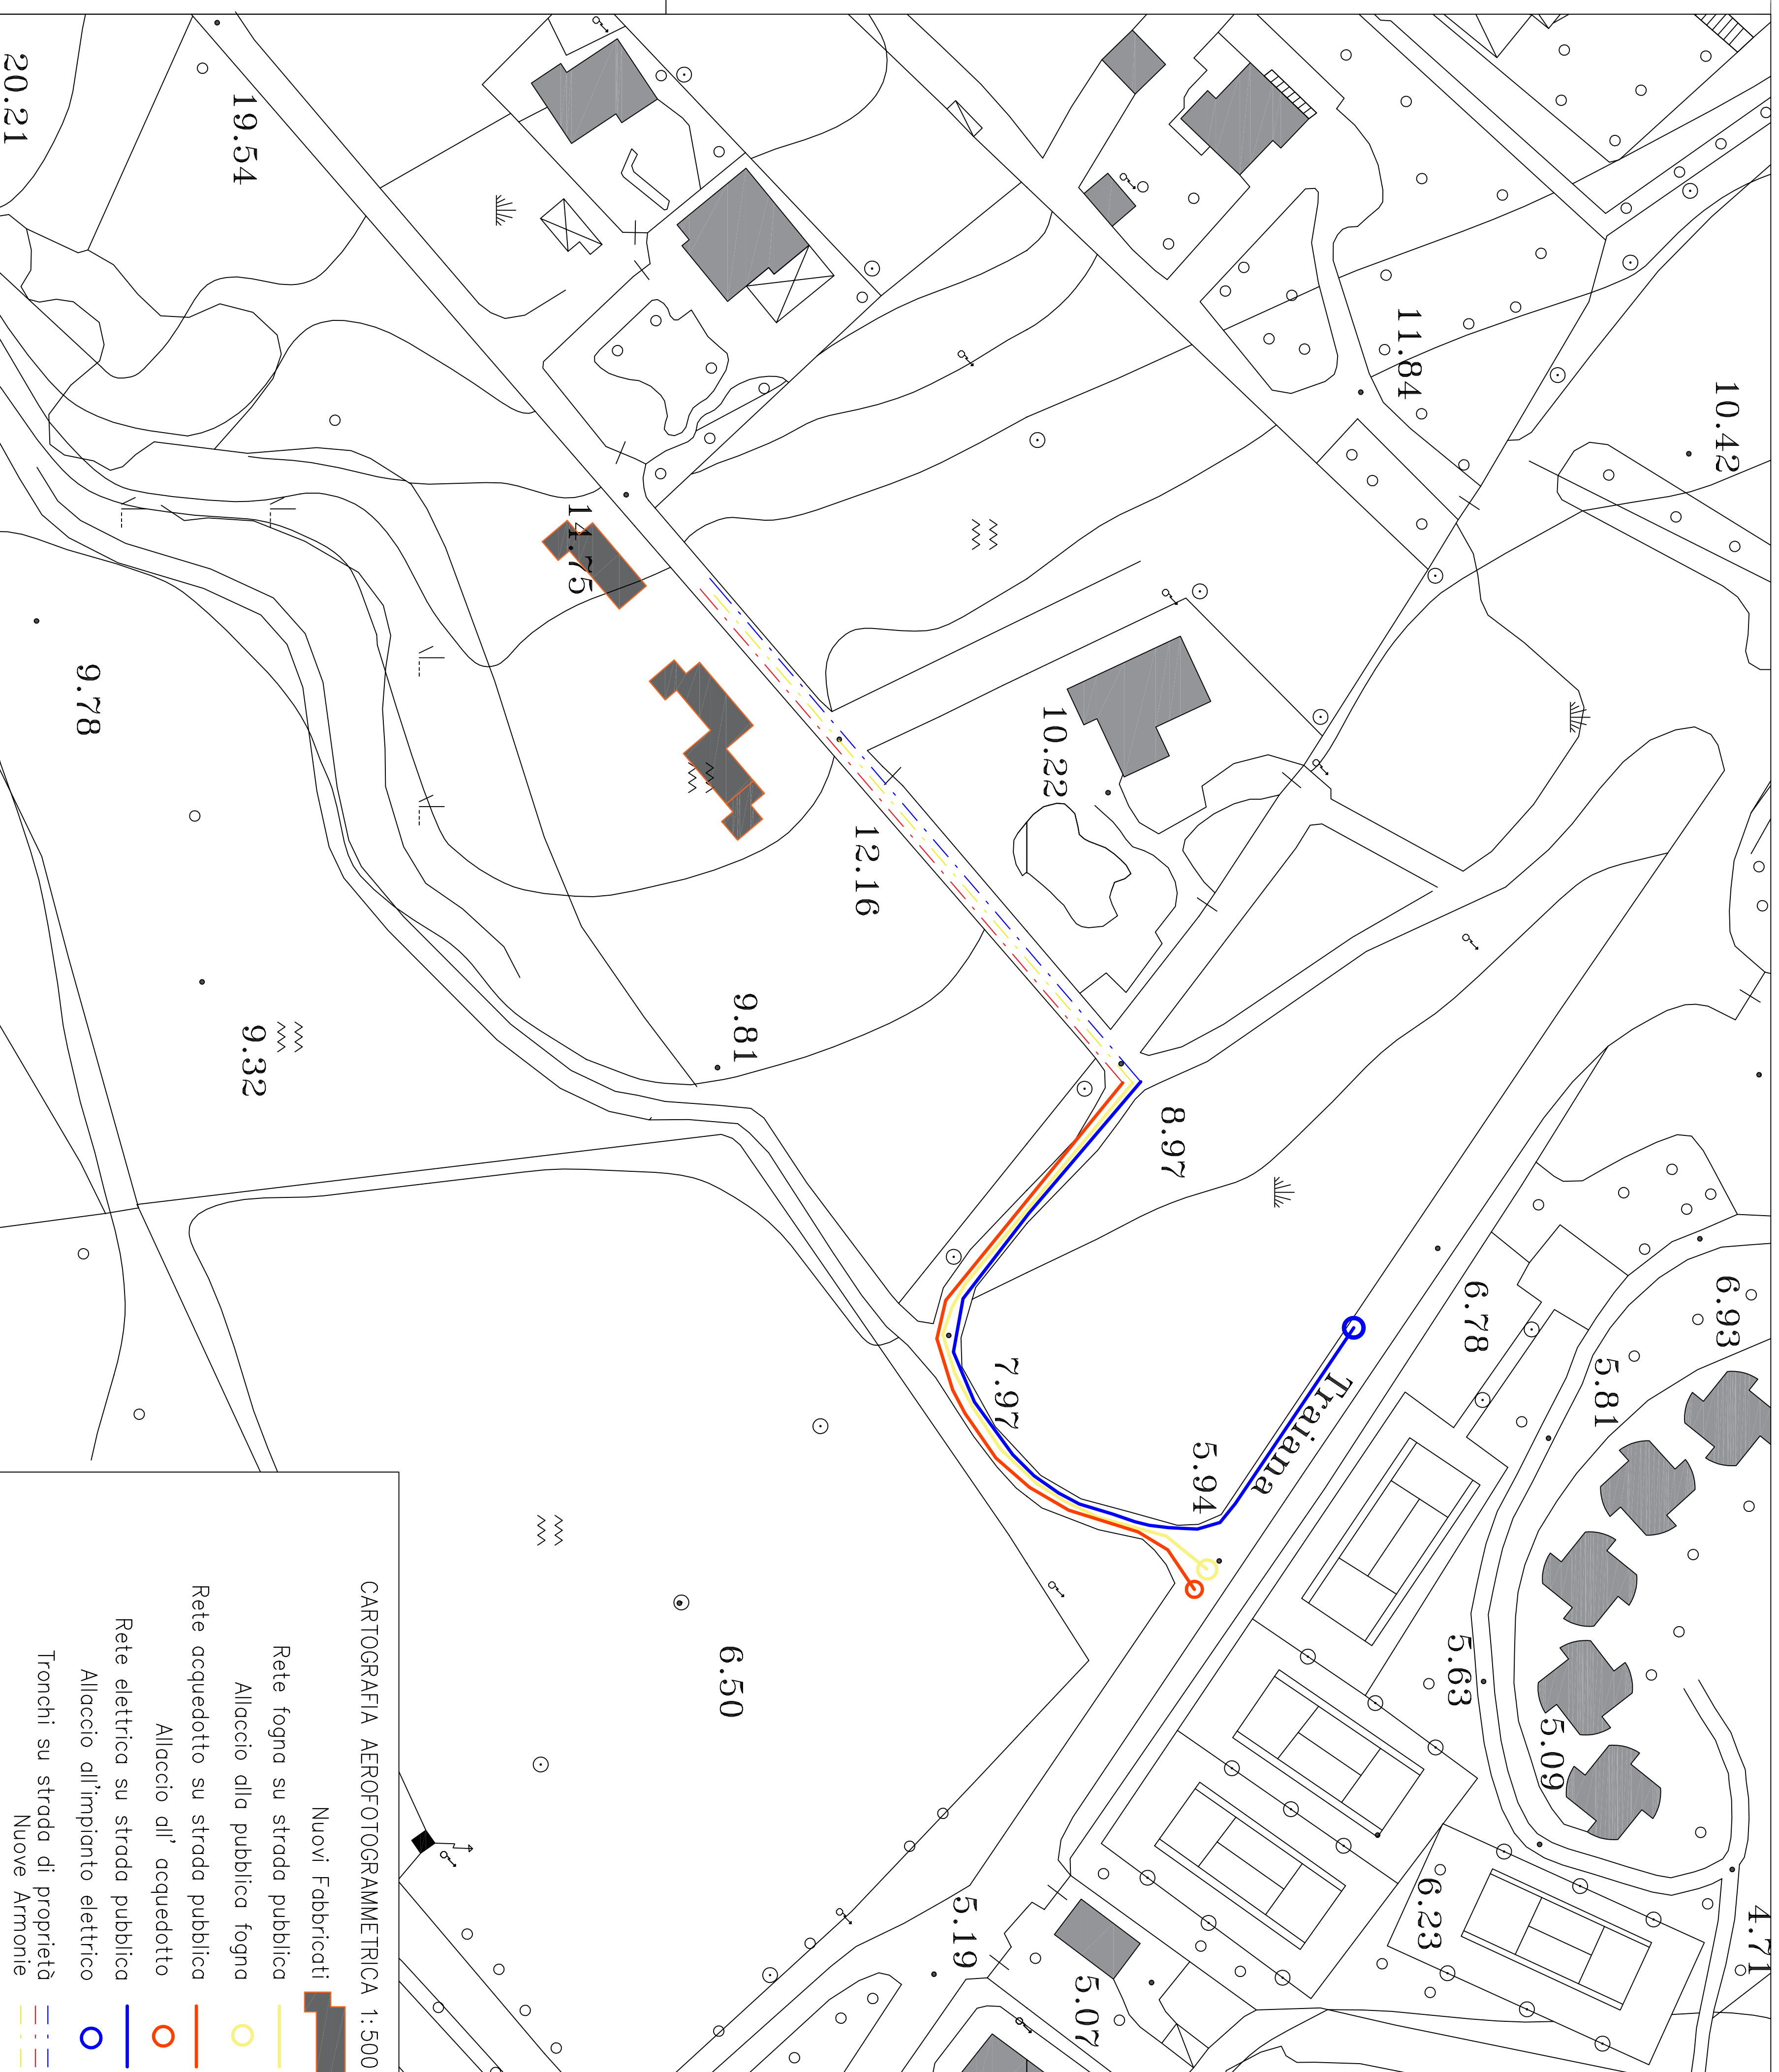 20.21
19.54
11.84
10.42
14.75
9.78
10.22
12.16
9.81
9.32
8.97
6.93
6.78
5.81
7.97
Traiana
5.94
5.63
6.50
5.09
6.23
5.19
4.71
5.07
CARTOGRAFIA AEROFOTOGRAMMETRICA 1:500
Nuovi Fabbricati
Rete fogna su strada pubblica
Allaccio alla pubblica fogna
Rete acquedotto su strada pubblica
Allaccio all' acquedotto
Rete elettrica su strada pubblica
Allaccio all'impianto elettrico
Tronchi su strada di proprietà
Nuove Armonie